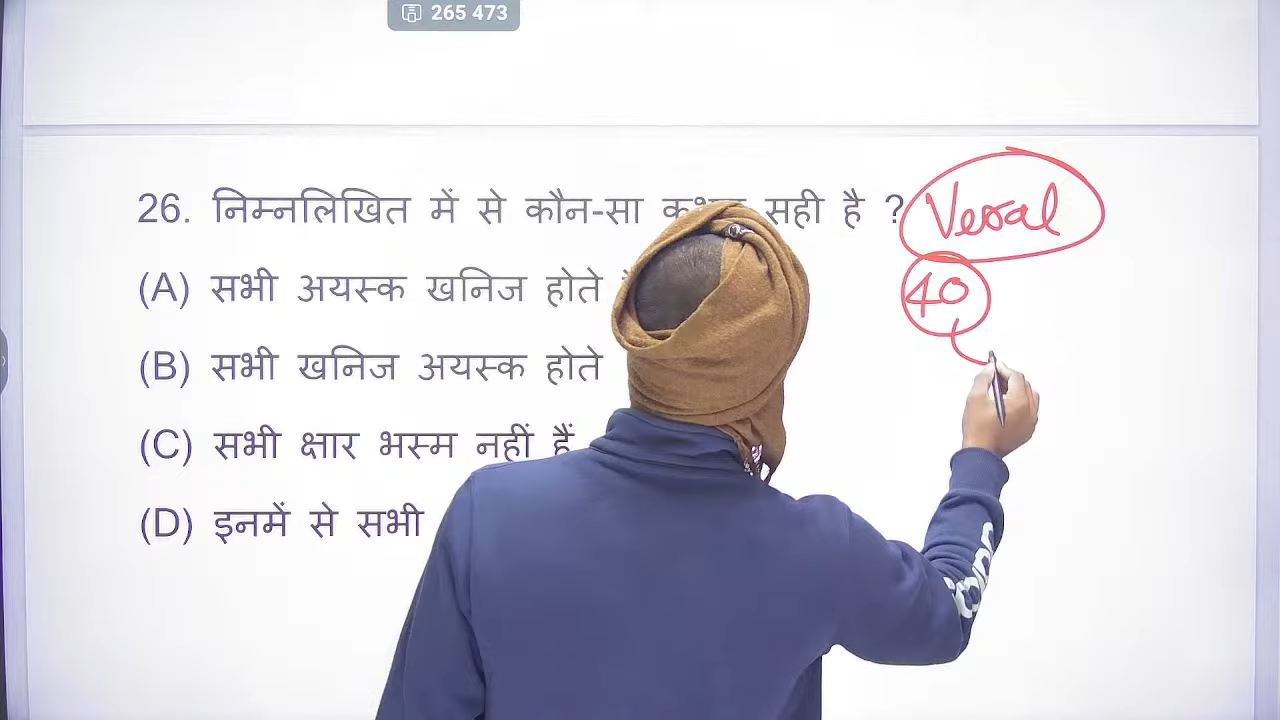 265 473
26. निम्नलिखित में से कौन-सा सही है ? Veral
(A) सभी अयस्क खनिज होते
40
(B) सभी खनिज अयस्क होते
(C) सभी क्षार भस्म नहीं हैं
(D) इनमें से सभी